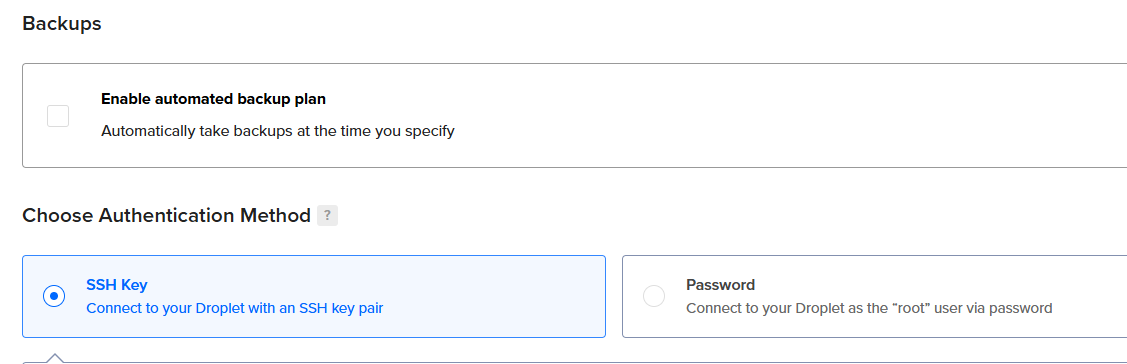 Backups
Enable automated backup plan
Automatically take backups at the time you specify
Choose Authentication Method ?
SSH Key
Connect to your Droplet with an SSH key pair
Password
Connect to your Droplet as the “root” user via password